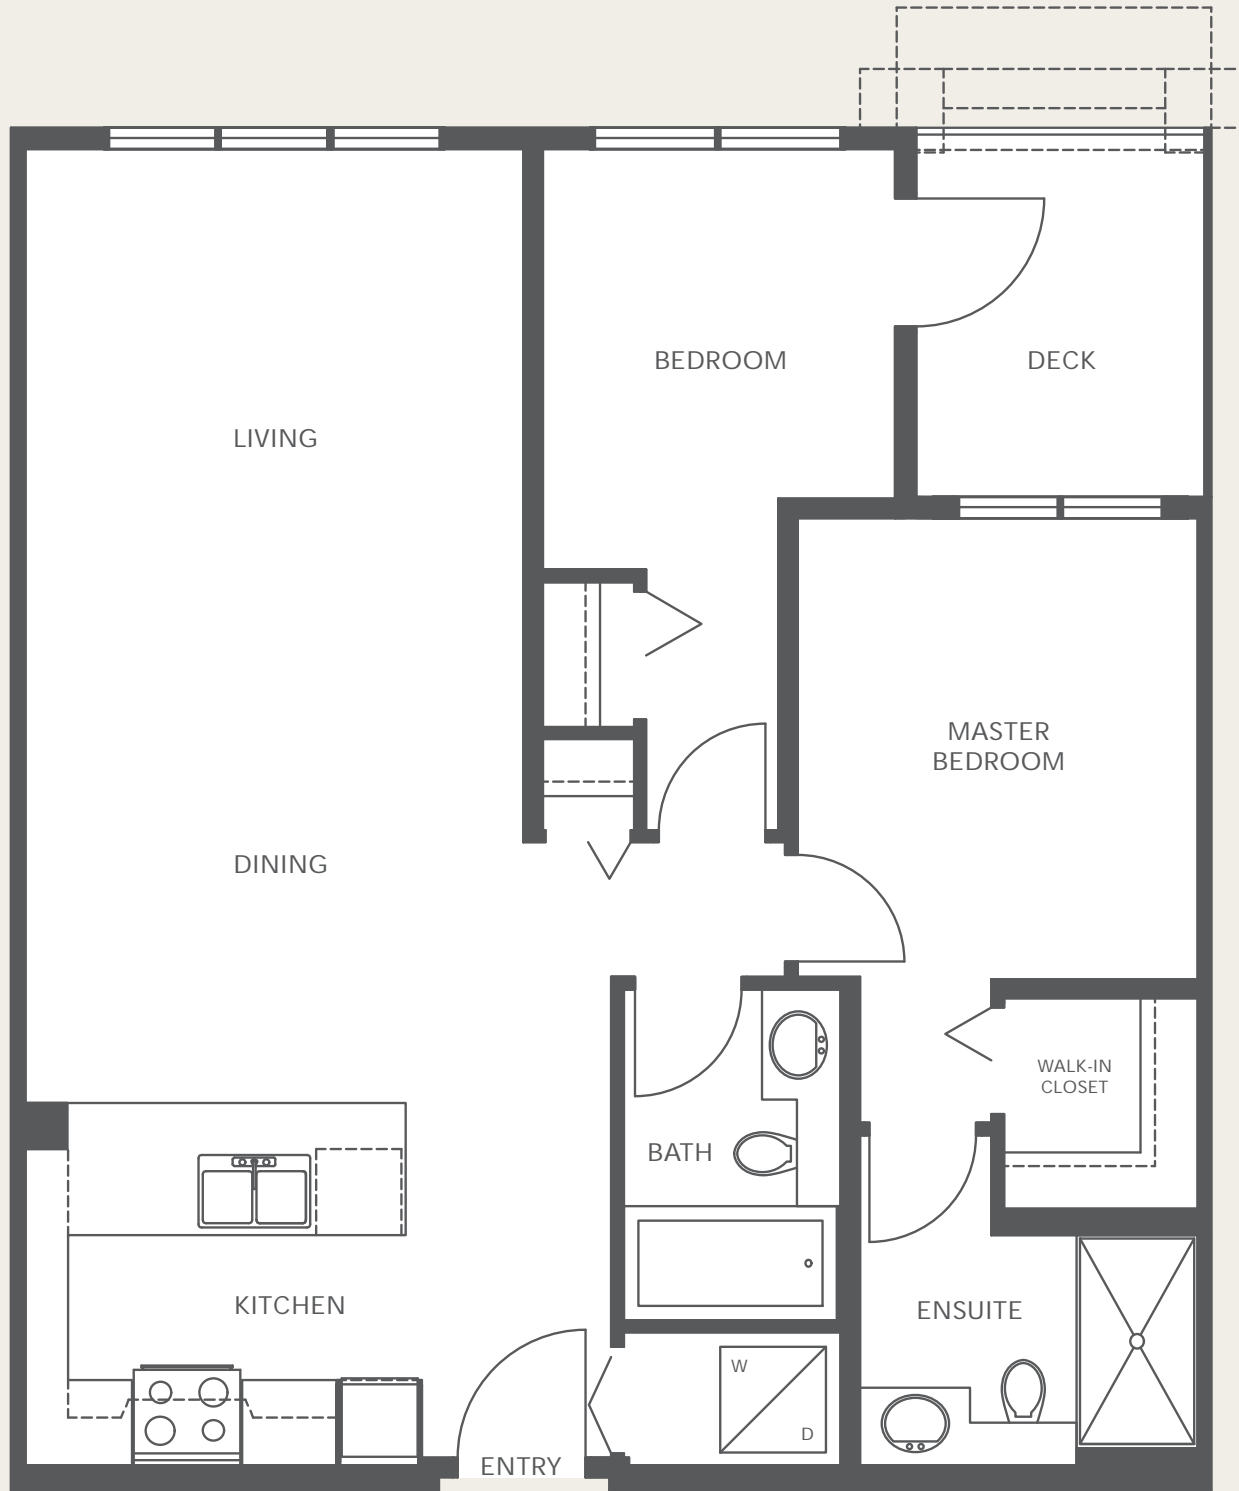 BEDROOM
DECK
LIVING
MASTER
BEDROOM
DINING
WALK-IN
CLOSET
BATH
KITCHEN
ENSUITE
W
D
ENTRY